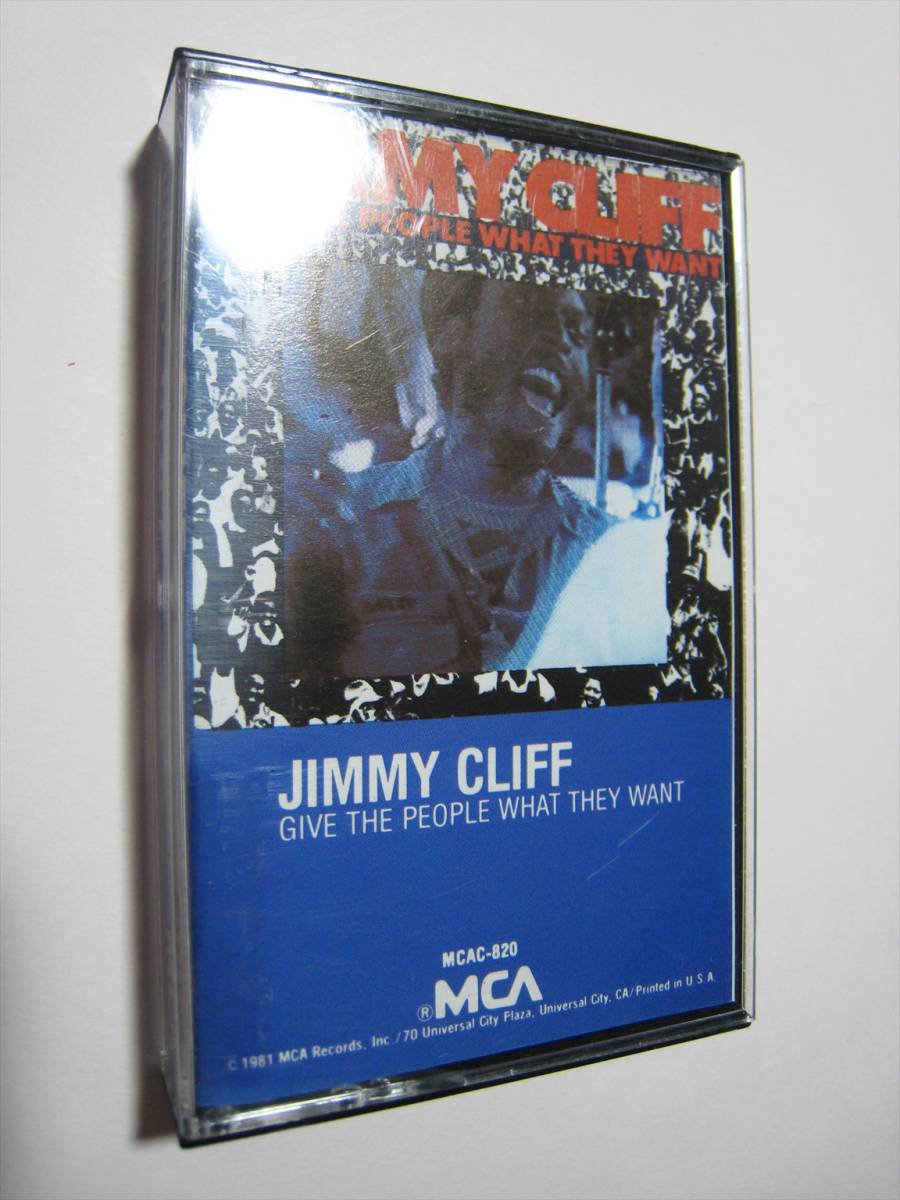 MY CLIFF
PEOPLE WHAT THEY WANT
JIMMY CLIFF
GIVE THE PEOPLE WHAT THEY WANT
MCAC-820
® MCA
© 1981 MCA Records, Inc./70 Universal City Plaza, Universal City, CA/Printed in U.S.A.